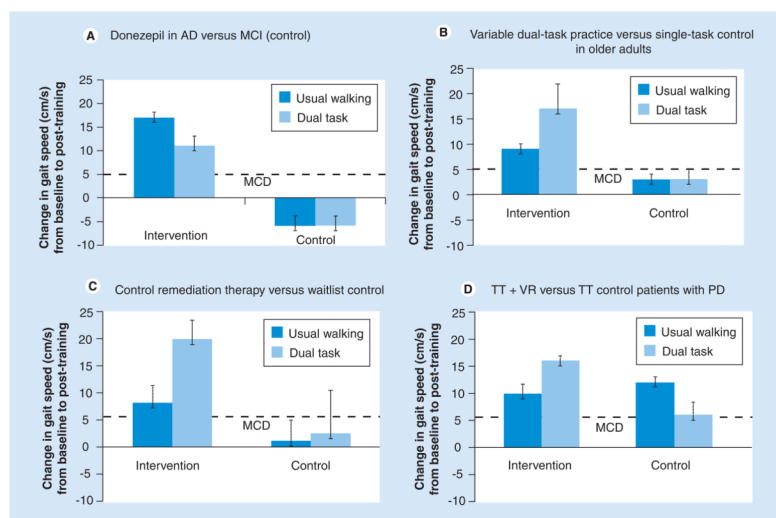 A Donezepil in AD versus MCI (control)
Change in gait speed (cm/s)
from baseline to post-training
25
20
15
10
5
0
-5
-10
Usual walking
Dual task
MCD
Intervention
Control
B Variable dual-task practice versus single-task control
in older adults
Change in gait speed (cm/s)
from baseline to post-training
25
20
15
10
5
0
-5
-10
Usual walking
Dual task
MCD
Intervention
Control
C Control remediation therapy versus waitlist control
Change in gait speed (cm/s)
from baseline to post-training
25
20
15
10
5
0
-5
-10
Usual walking
Dual task
MCD
Intervention
Control
D TT + VR versus TT control patients with PD
Change in gait speed (cm/s)
from baseline to post-training
25
20
15
10
5
0
-5
-10
Usual walking
Dual task
MCD
Intervention
Control